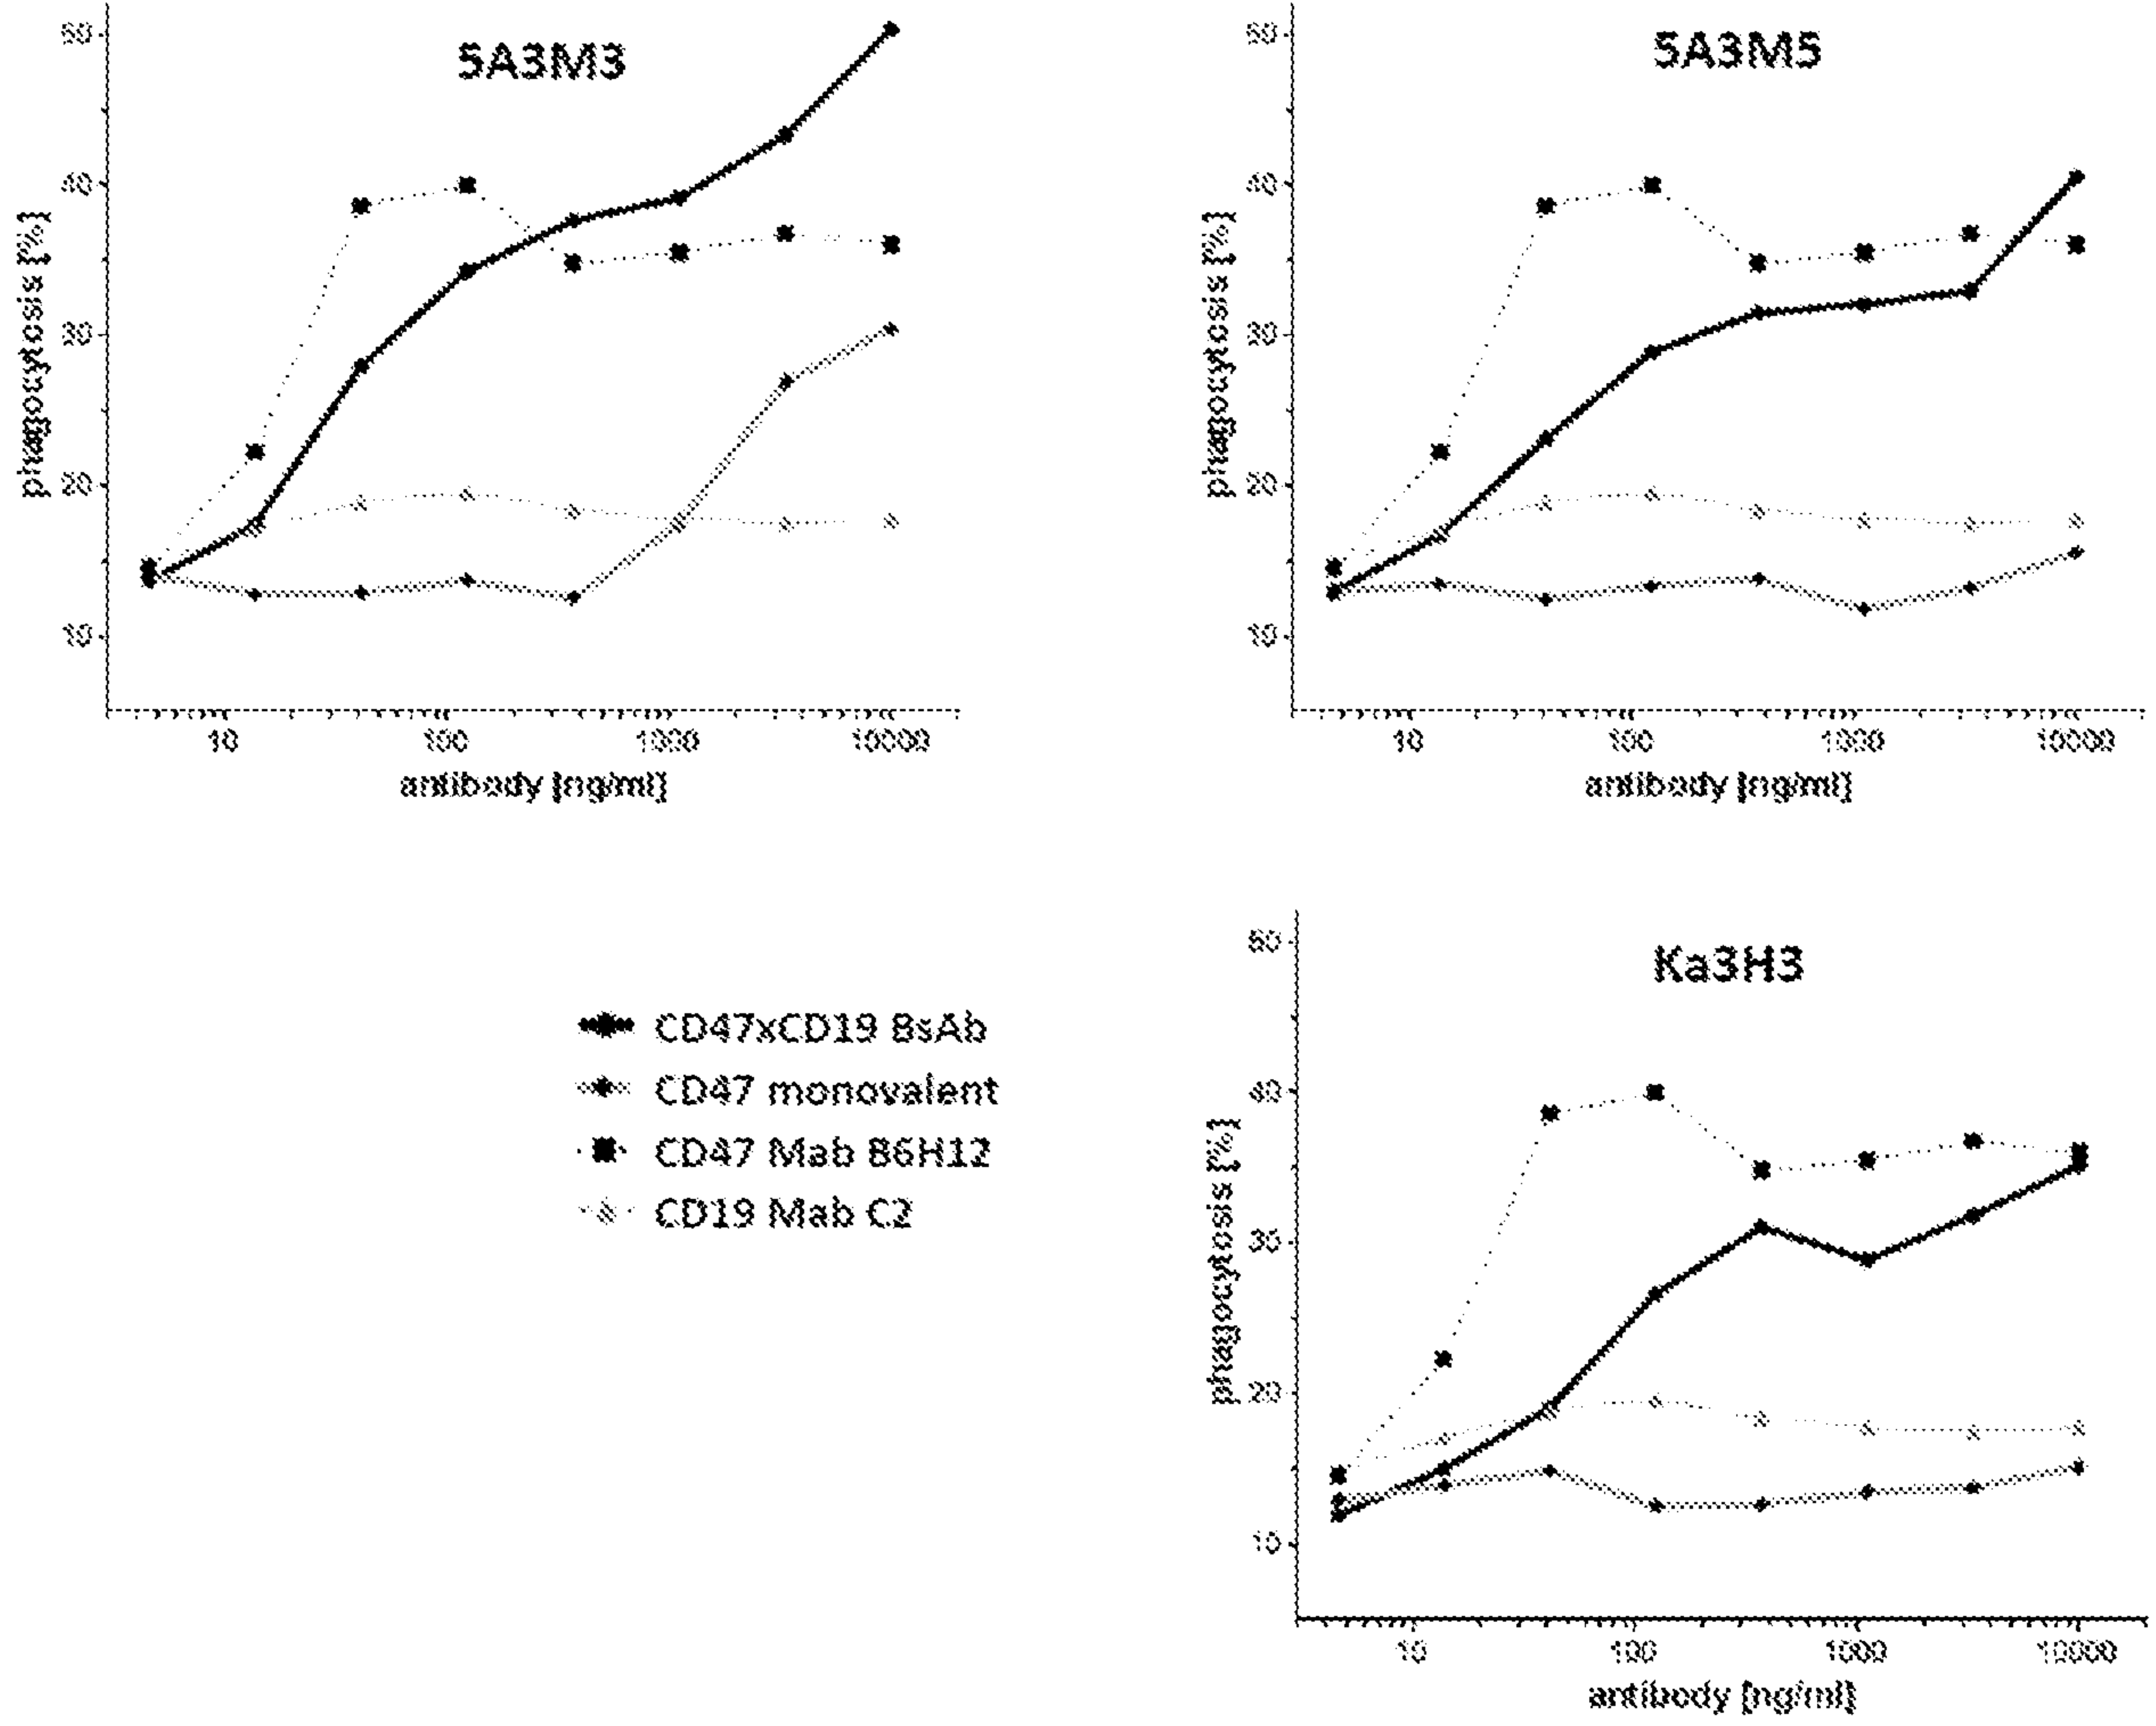 5A3M3
50
40
30
20
10
phagocytosis [%]
10 100 1000 10000
antibody [ng/ml]
5A3M5
50
40
30
20
10
phagocytosis [%]
10 100 1000 10000
antibody [ng/ml]
CD47xCD19 BsAb
CD47 monovalent
CD47 Mab B6H12
CD19 Mab C2
Ka3H3
50
40
30
20
10
phagocytosis [%]
10 100 1000 10000
antibody [ng/ml]